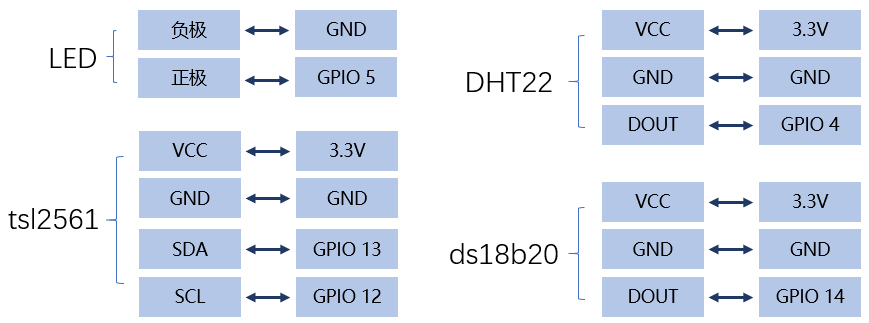 LED
负极 GND
正极 GPIO 5
tsl2561
VCC 3.3V
GND GND
SDA GPIO 13
SCL GPIO 12
DHT22
VCC 3.3V
GND GND
DOUT GPIO 4
ds18b20
VCC 3.3V
GND GND
DOUT GPIO 14